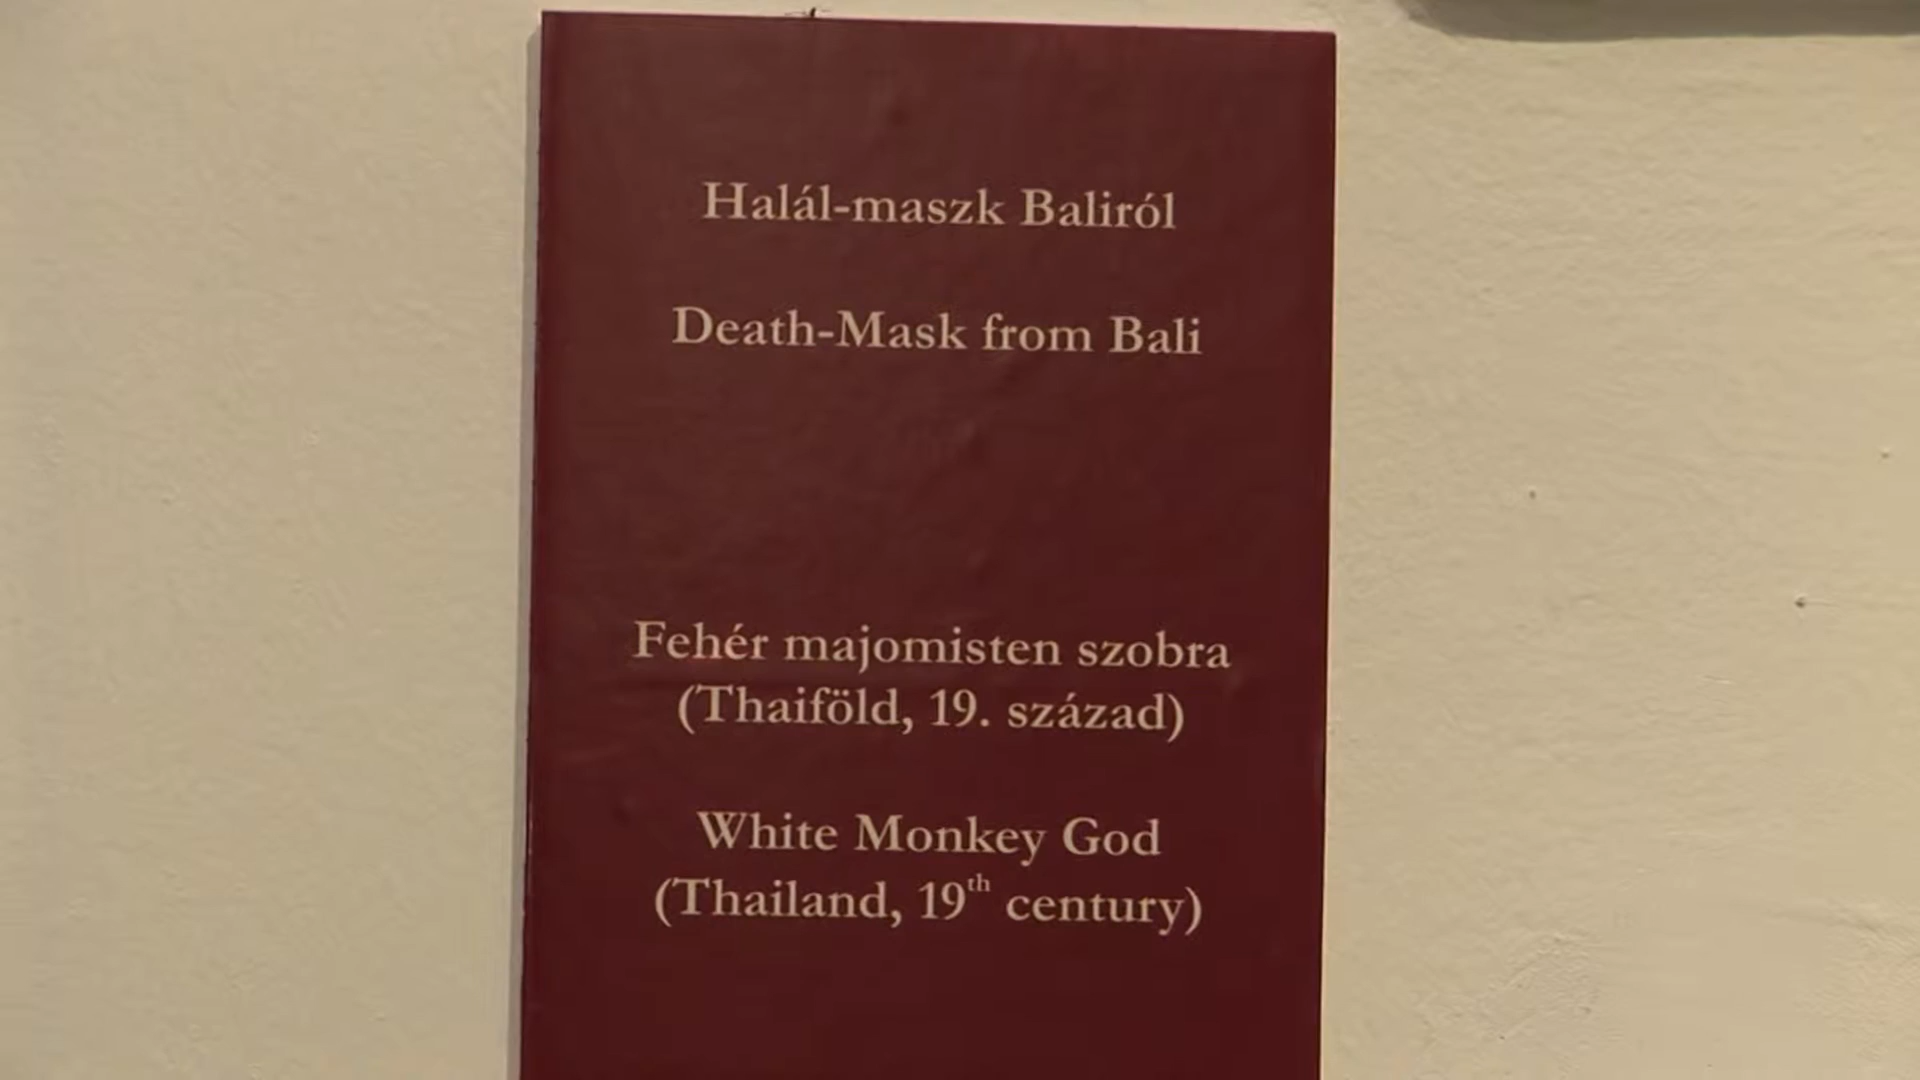 Halál-maszk Baliról
Death-Mask from Bali
Fehér majomisten szobra
(Thaiföld, 19. század)
White Monkey God
(Thailand, 19th century)